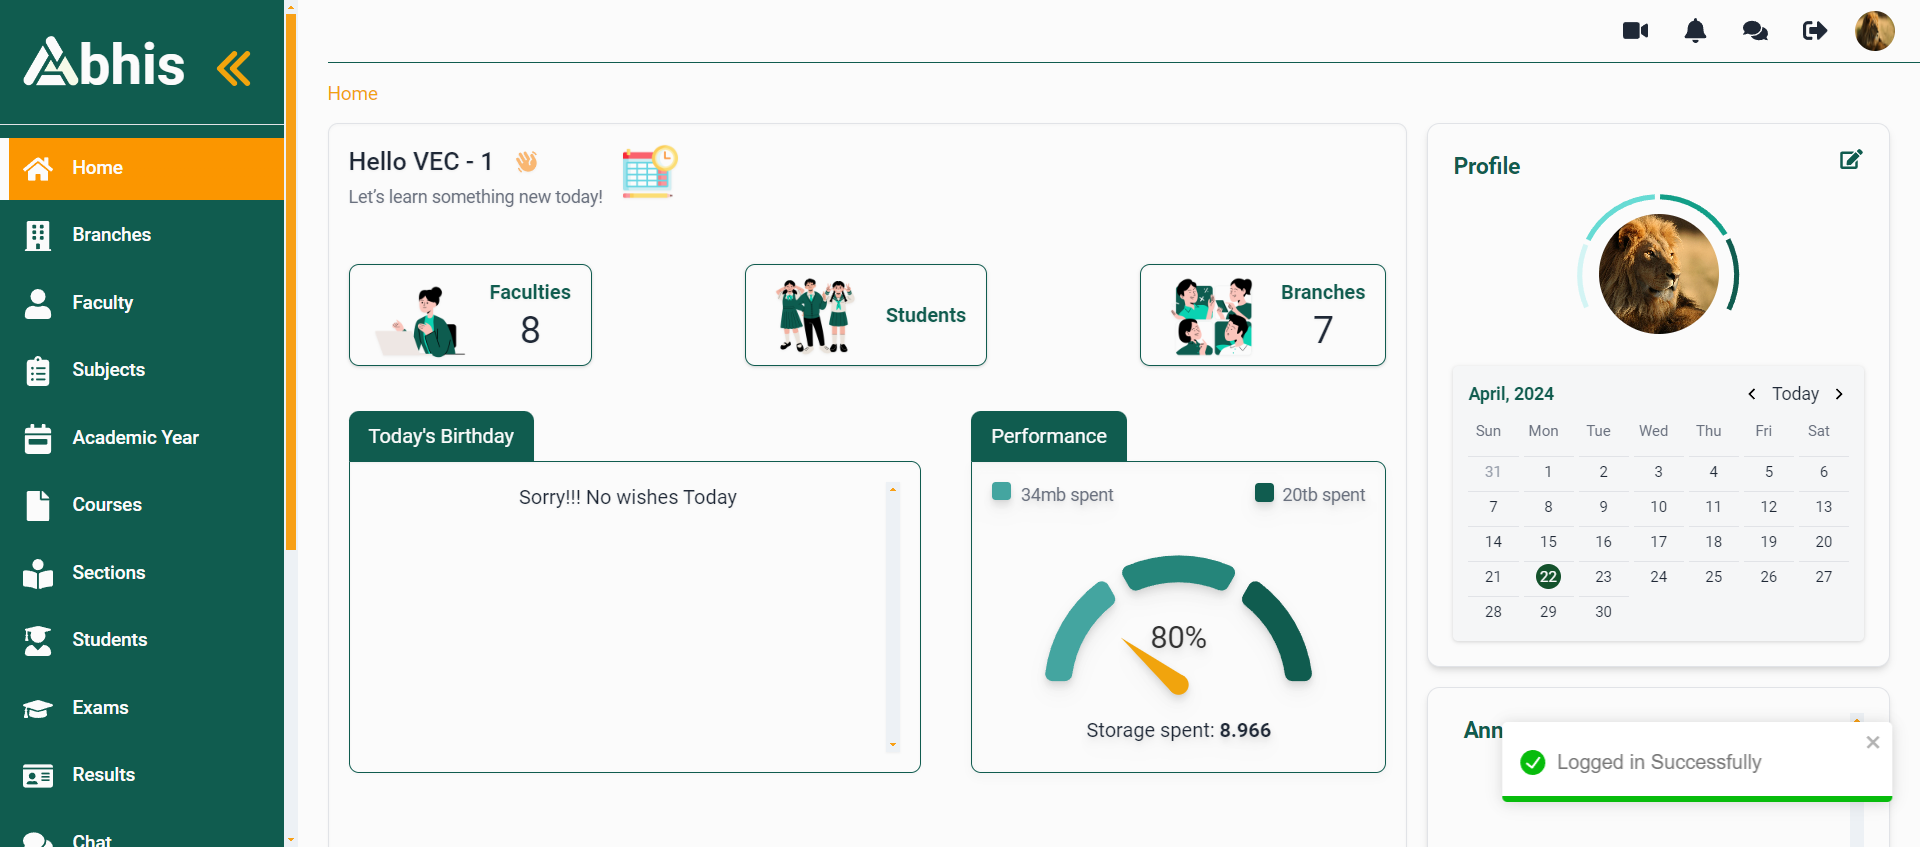 Abhis
Home
Branches
Faculty
Subjects
Academic Year
Courses
Sections
Students
Exams
Results
Chat
Home
Hello VEC - 1
Let's learn something new today!
Faculties
8
Students
Branches
7
Today's Birthday
Sorry!!! No wishes Today
Performance
34mb spent
20tb spent
80%
Storage spent: 8.966
Profile
April, 2024
Today
Sun Mon Tue Wed Thu Fri Sat
31 1 2 3 4 5 6
7 8 9 10 11 12 13
14 15 16 17 18 19 20
21 22 23 24 25 26 27
28 29 30
Ann
Logged in Successfully